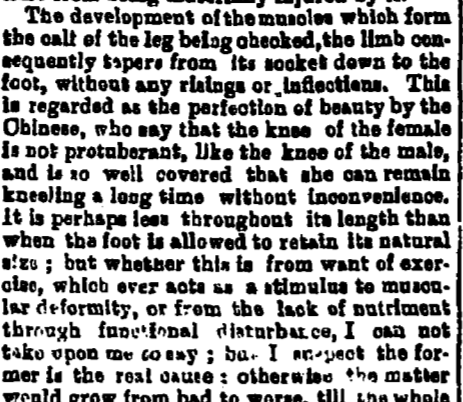 The development of the muscles which form
the calf of the leg being checked, the limb con-
sequently tapers from its socket down to the
foot, without any risings or inflections. This
is regarded as the perfection of beauty by the
Chinese, who say that the knee of the female
is not protuberant, like the knee of the male,
and is so well covered that she can remain
kneeling a long time without inconvenience.
It is perhaps less throughout its length than
when the foot is allowed to retain its natural
size ; but whether this is from want of exer-
cise, which ever acts as a stimulus to muscu-
lar deformity, or from the lack of nutriment
through functional disturbance, I can not
take upon me to say ; but I suspect the for-
mer is the real cause : otherwise the matter
would grow from bad to worse, till the whole